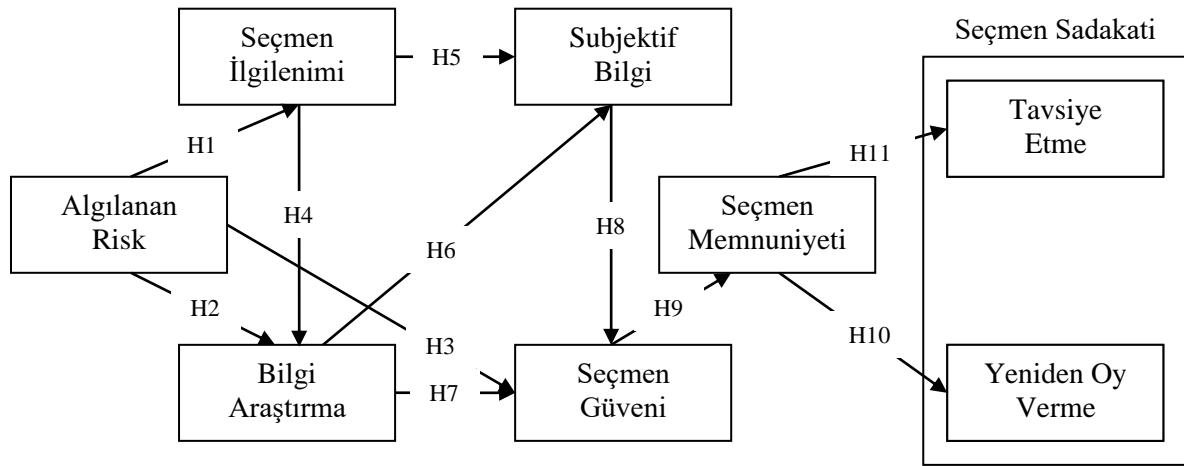 Seçmen
İlgilenimi
H5
Subjektif
Bilgi
Seçmen Sadakati
Tavsiye
Etme
H1
H11
Algılanan
Risk
H4
H6
H8
Seçmen
Memnuniyeti
H2
H9
H3
H10
Bilgi
Araştırma
H7
Seçmen
Güveni
Yeniden Oy
Verme